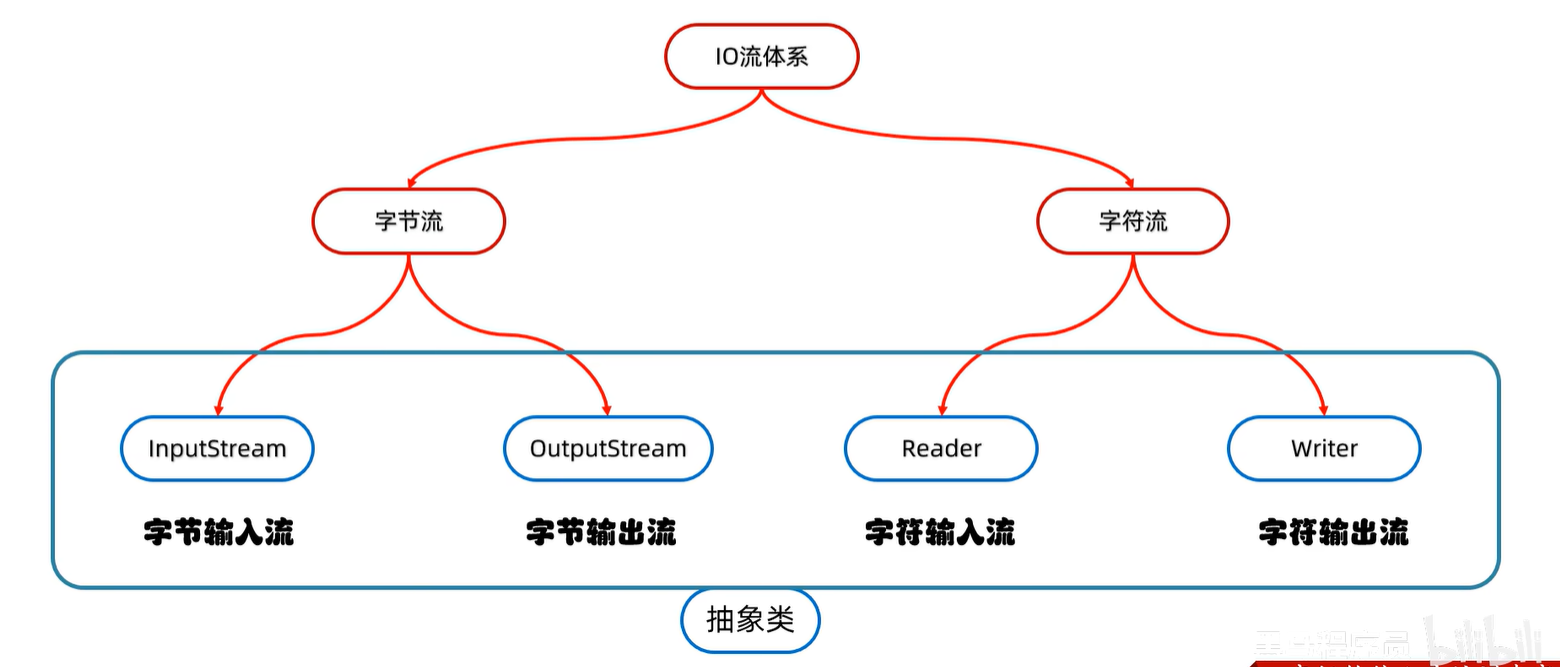 IO流体系
字节流
字符流
InputStream
OutputStream
Reader
Writer
字节输入流
字节输出流
字符输入流
字符输出流
抽象类
bilibili